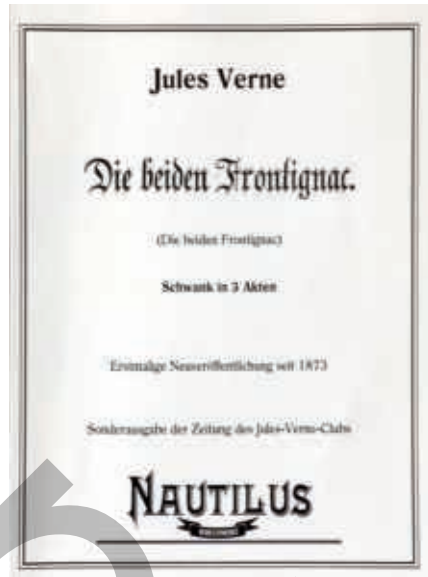 Jules Verne
Die beiden Frontignac.
(Die beiden Frontignac)
Schwank in 3 Akten
Erstmalige Neuveröffentlichung seit 1873
Sonderausgabe der Zeitung des Jules-Verne-Clubs
NAUTILUS